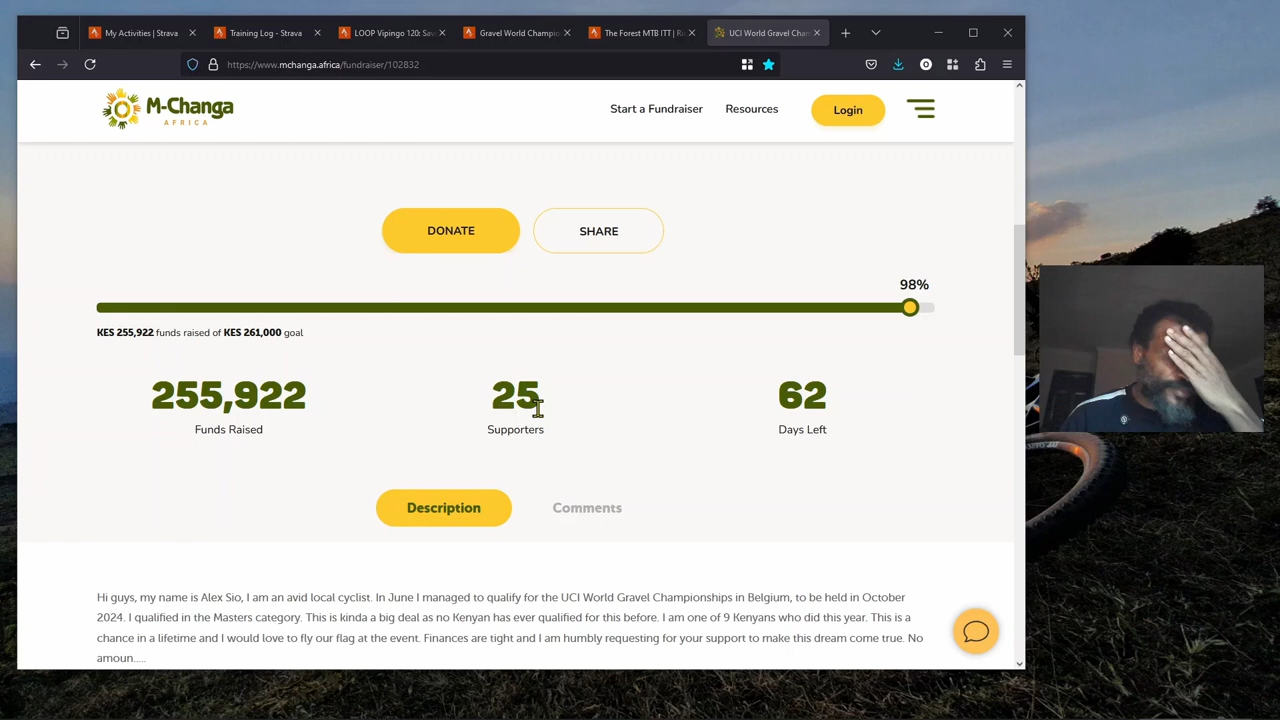 My Activities | Strava
Training Log - Strava
LOOP Vipingo 120: Sav
Gravel World Champio
The Forest MTB ITT | Ri
UCI World Gravel Cham
https://www.mchanga.africa/fundraiser/102832
M-Changa
AFRICA
Start a Fundraiser
Resources
Login
DONATE
SHARE
98%
KES 255,922 funds raised of KES 261,000 goal
255,922
25
62
Funds Raised
Supporters
Days Left
Description
Comments
Hi guys, my name is Alex Sio, I am an avid local cyclist. In June I managed to qualify for the UCI World Gravel Championships in Belgium, to be held in October
2024. I qualified in the Masters category. This is kinda a big deal as no Kenyan has ever qualified for this before. I am one of 9 Kenyans who did this year. This is a
chance in a lifetime and I would love to fly our flag at the event. Finances are tight and I am humbly requesting for your support to make this dream come true. No
amoun.....